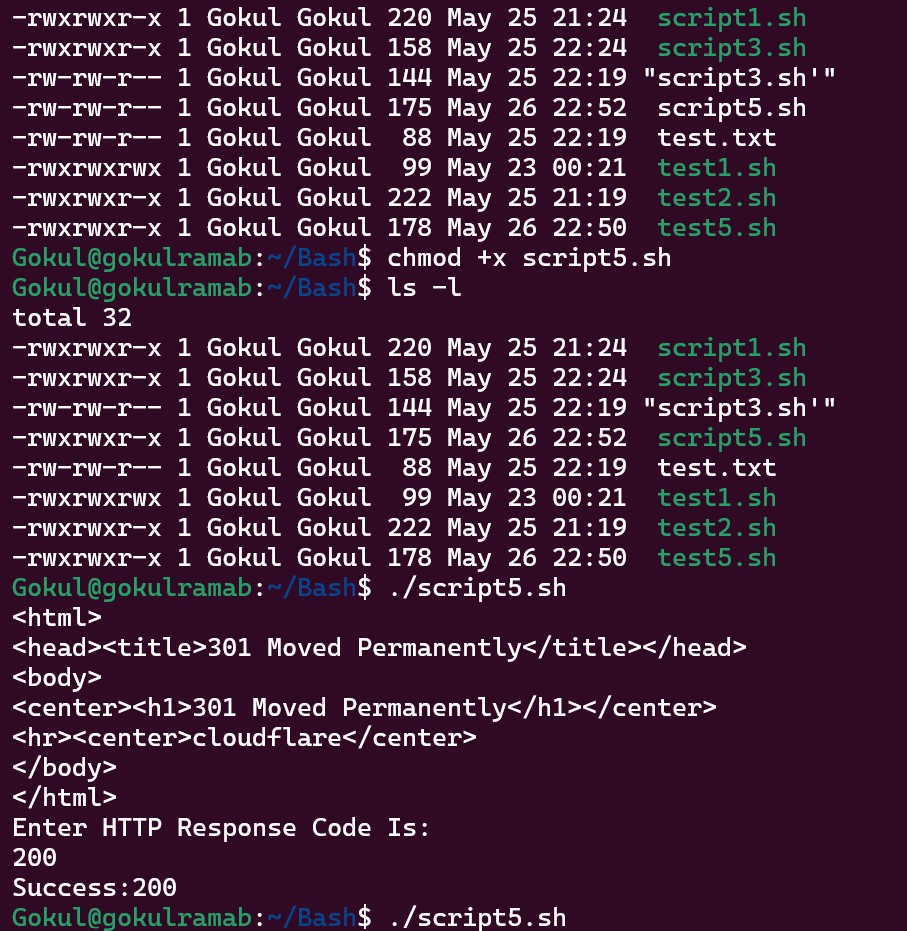 -rwxrwxr-x 1 Gokul Gokul 220 May 25 21:24  script1.sh
-rwxrwxr-x 1 Gokul Gokul 158 May 25 22:24  script3.sh
-rw-rw-r-- 1 Gokul Gokul 144 May 25 22:19 "script3.sh'"
-rw-rw-r-- 1 Gokul Gokul 175 May 26 22:52  script5.sh
-rw-rw-r-- 1 Gokul Gokul  88 May 25 22:19  test.txt
-rwxrwxrwx 1 Gokul Gokul  99 May 23 00:21  test1.sh
-rwxrwxr-x 1 Gokul Gokul 222 May 25 21:19  test2.sh
-rwxrwxr-x 1 Gokul Gokul 178 May 26 22:50  test5.sh
Gokul@gokulramab:~/Bash$ chmod +x script5.sh
Gokul@gokulramab:~/Bash$ ls -l
total 32
-rwxrwxr-x 1 Gokul Gokul 220 May 25 21:24  script1.sh
-rwxrwxr-x 1 Gokul Gokul 158 May 25 22:24  script3.sh
-rw-rw-r-- 1 Gokul Gokul 144 May 25 22:19 "script3.sh'"
-rwxrwxr-x 1 Gokul Gokul 175 May 26 22:52  script5.sh
-rw-rw-r-- 1 Gokul Gokul  88 May 25 22:19  test.txt
-rwxrwxrwx 1 Gokul Gokul  99 May 23 00:21  test1.sh
-rwxrwxr-x 1 Gokul Gokul 222 May 25 21:19  test2.sh
-rwxrwxr-x 1 Gokul Gokul 178 May 26 22:50  test5.sh
Gokul@gokulramab:~/Bash$ ./script5.sh
<html>
<head><title>301 Moved Permanently</title></head>
<body>
<center><h1>301 Moved Permanently</h1></center>
<hr><center>cloudflare</center>
</body>
</html>
Enter HTTP Response Code Is:
200
Success:200
Gokul@gokulramab:~/Bash$ ./script5.sh